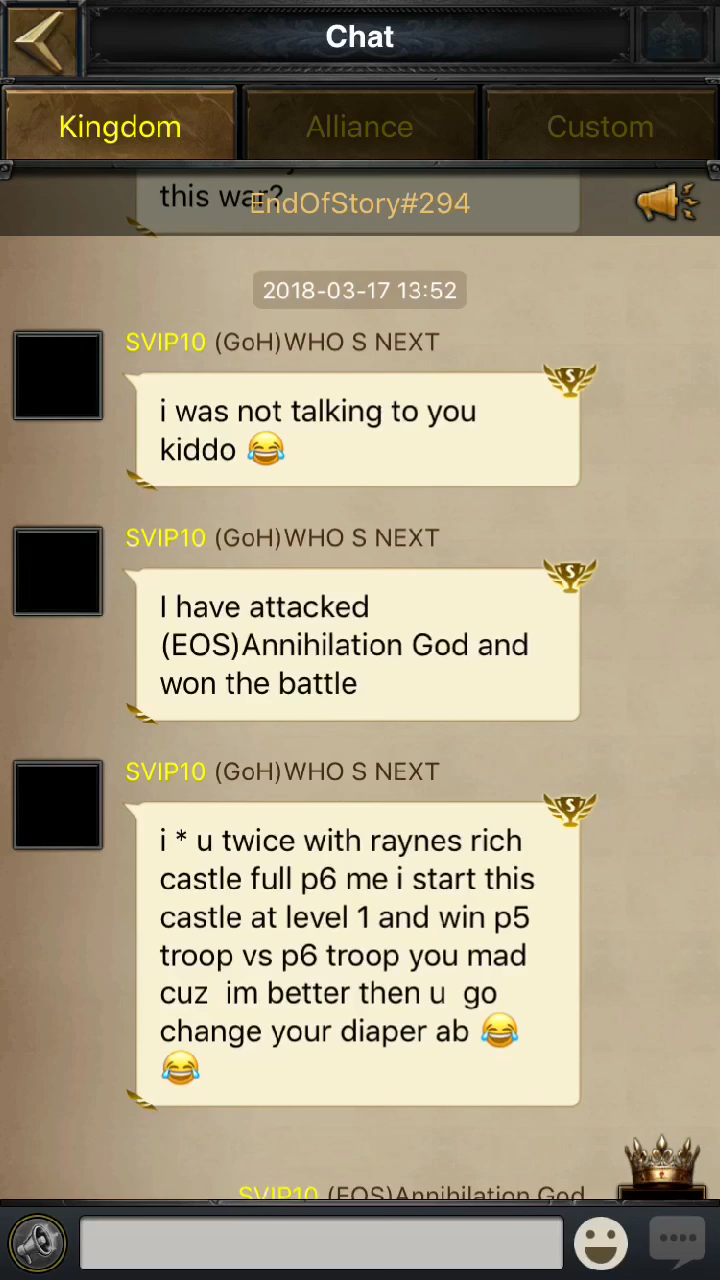 Chat
Kingdom Alliance Custom
this war?
EndOfStory#294
2018-03-17 13:52
SVIP10 (GoH)WHO S NEXT
S
i was not talking to you
kiddo 😂
SVIP10 (GoH)WHO S NEXT
S
I have attacked
(EOS)Annihilation God and
won the battle
SVIP10 (GoH)WHO S NEXT
S
i * u twice with raynes rich
castle full p6 me i start this
castle at level 1 and win p5
troop vs p6 troop you mad
cuz  im better then u  go
change your diaper ab 😂
😂
SVIP10 (EOS)Annihilation God